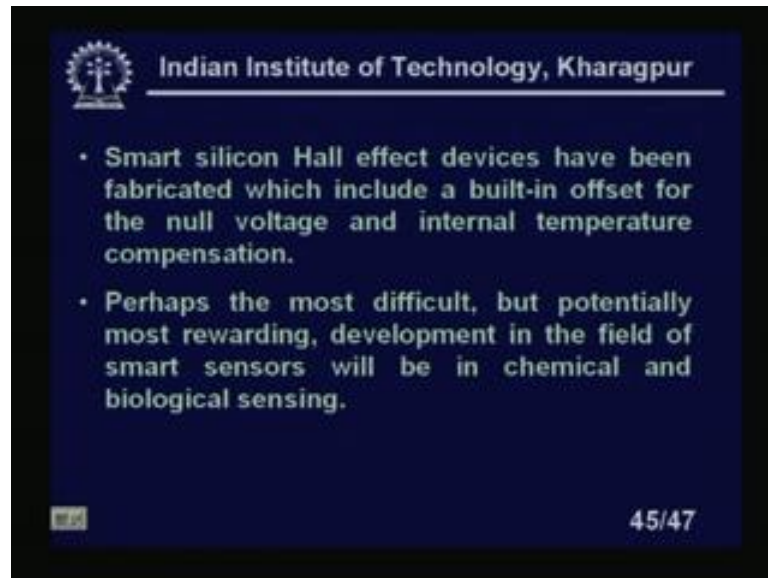 Indian Institute of Technology, Kharagpur
• Smart silicon Hall effect devices have been
fabricated which include a built-in offset for
the null voltage and internal temperature
compensation.
• Perhaps the most difficult, but potentially
most rewarding, development in the field of
smart sensors will be in chemical and
biological sensing.
45/47